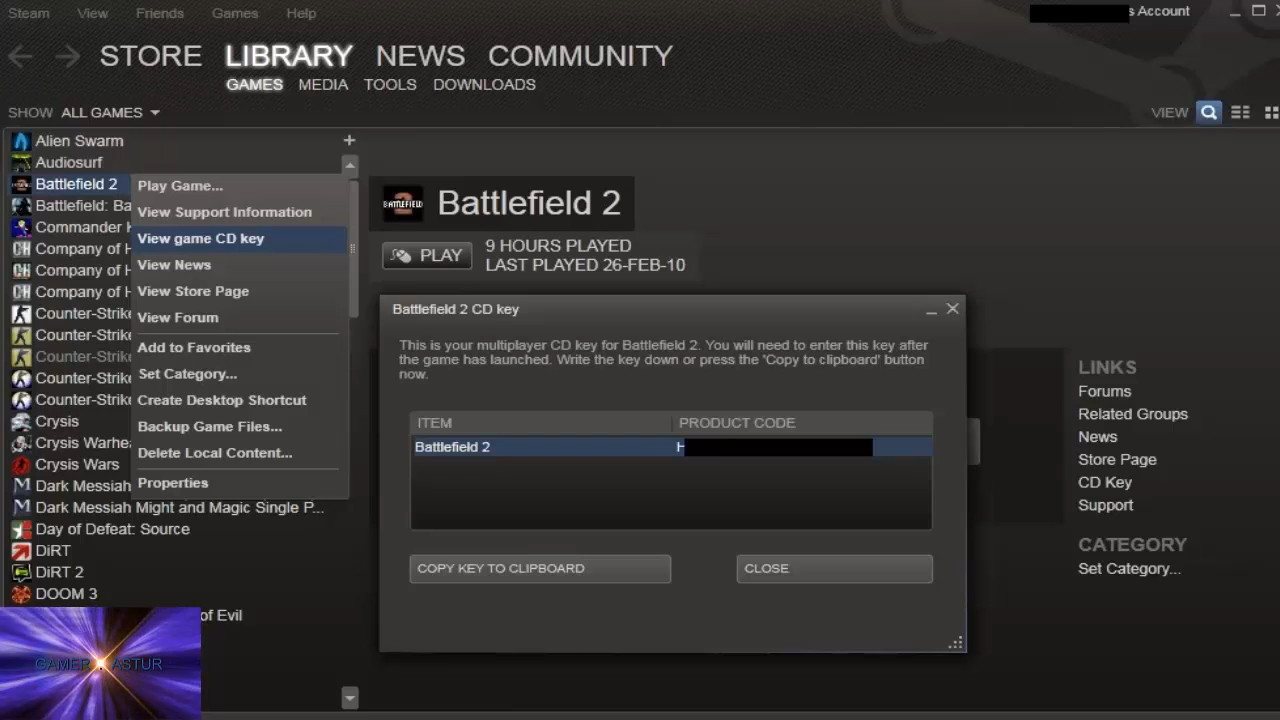 Steam View Friends Games Help
s Account
STORE LIBRARY NEWS COMMUNITY
GAMES MEDIA TOOLS DOWNLOADS
SHOW ALL GAMES
VIEW
Alien Swarm
Audiosurf
Battlefield 2
Battlefield: Ba
Commander K
Company of H
Company of H
Company of H
Counter-Strike
Counter-Strike
Counter-Strike
Counter-Strike
Counter-Strike
Crysis
Crysis Warhea
Crysis Wars
Dark Messiah
Dark Messiah Might and Magic Single P...
Day of Defeat: Source
DiRT
DiRT 2
DOOM 3
of Evil
Play Game...
View Support Information
View game CD key
View News
View Store Page
View Forum
Add to Favorites
Set Category...
Create Desktop Shortcut
Backup Game Files...
Delete Local Content...
Properties
BATTLEFIELD 2
Battlefield 2
PLAY
9 HOURS PLAYED
LAST PLAYED 26-FEB-10
Battlefield 2 CD key
This is your multiplayer CD key for Battlefield 2. You will need to enter this key after
the game has launched. Write the key down or press the 'Copy to clipboard' button
now.
ITEM PRODUCT CODE
Battlefield 2
COPY KEY TO CLIPBOARD
CLOSE
LINKS
Forums
Related Groups
News
Store Page
CD Key
Support
CATEGORY
Set Category...
GAMER ASTUR